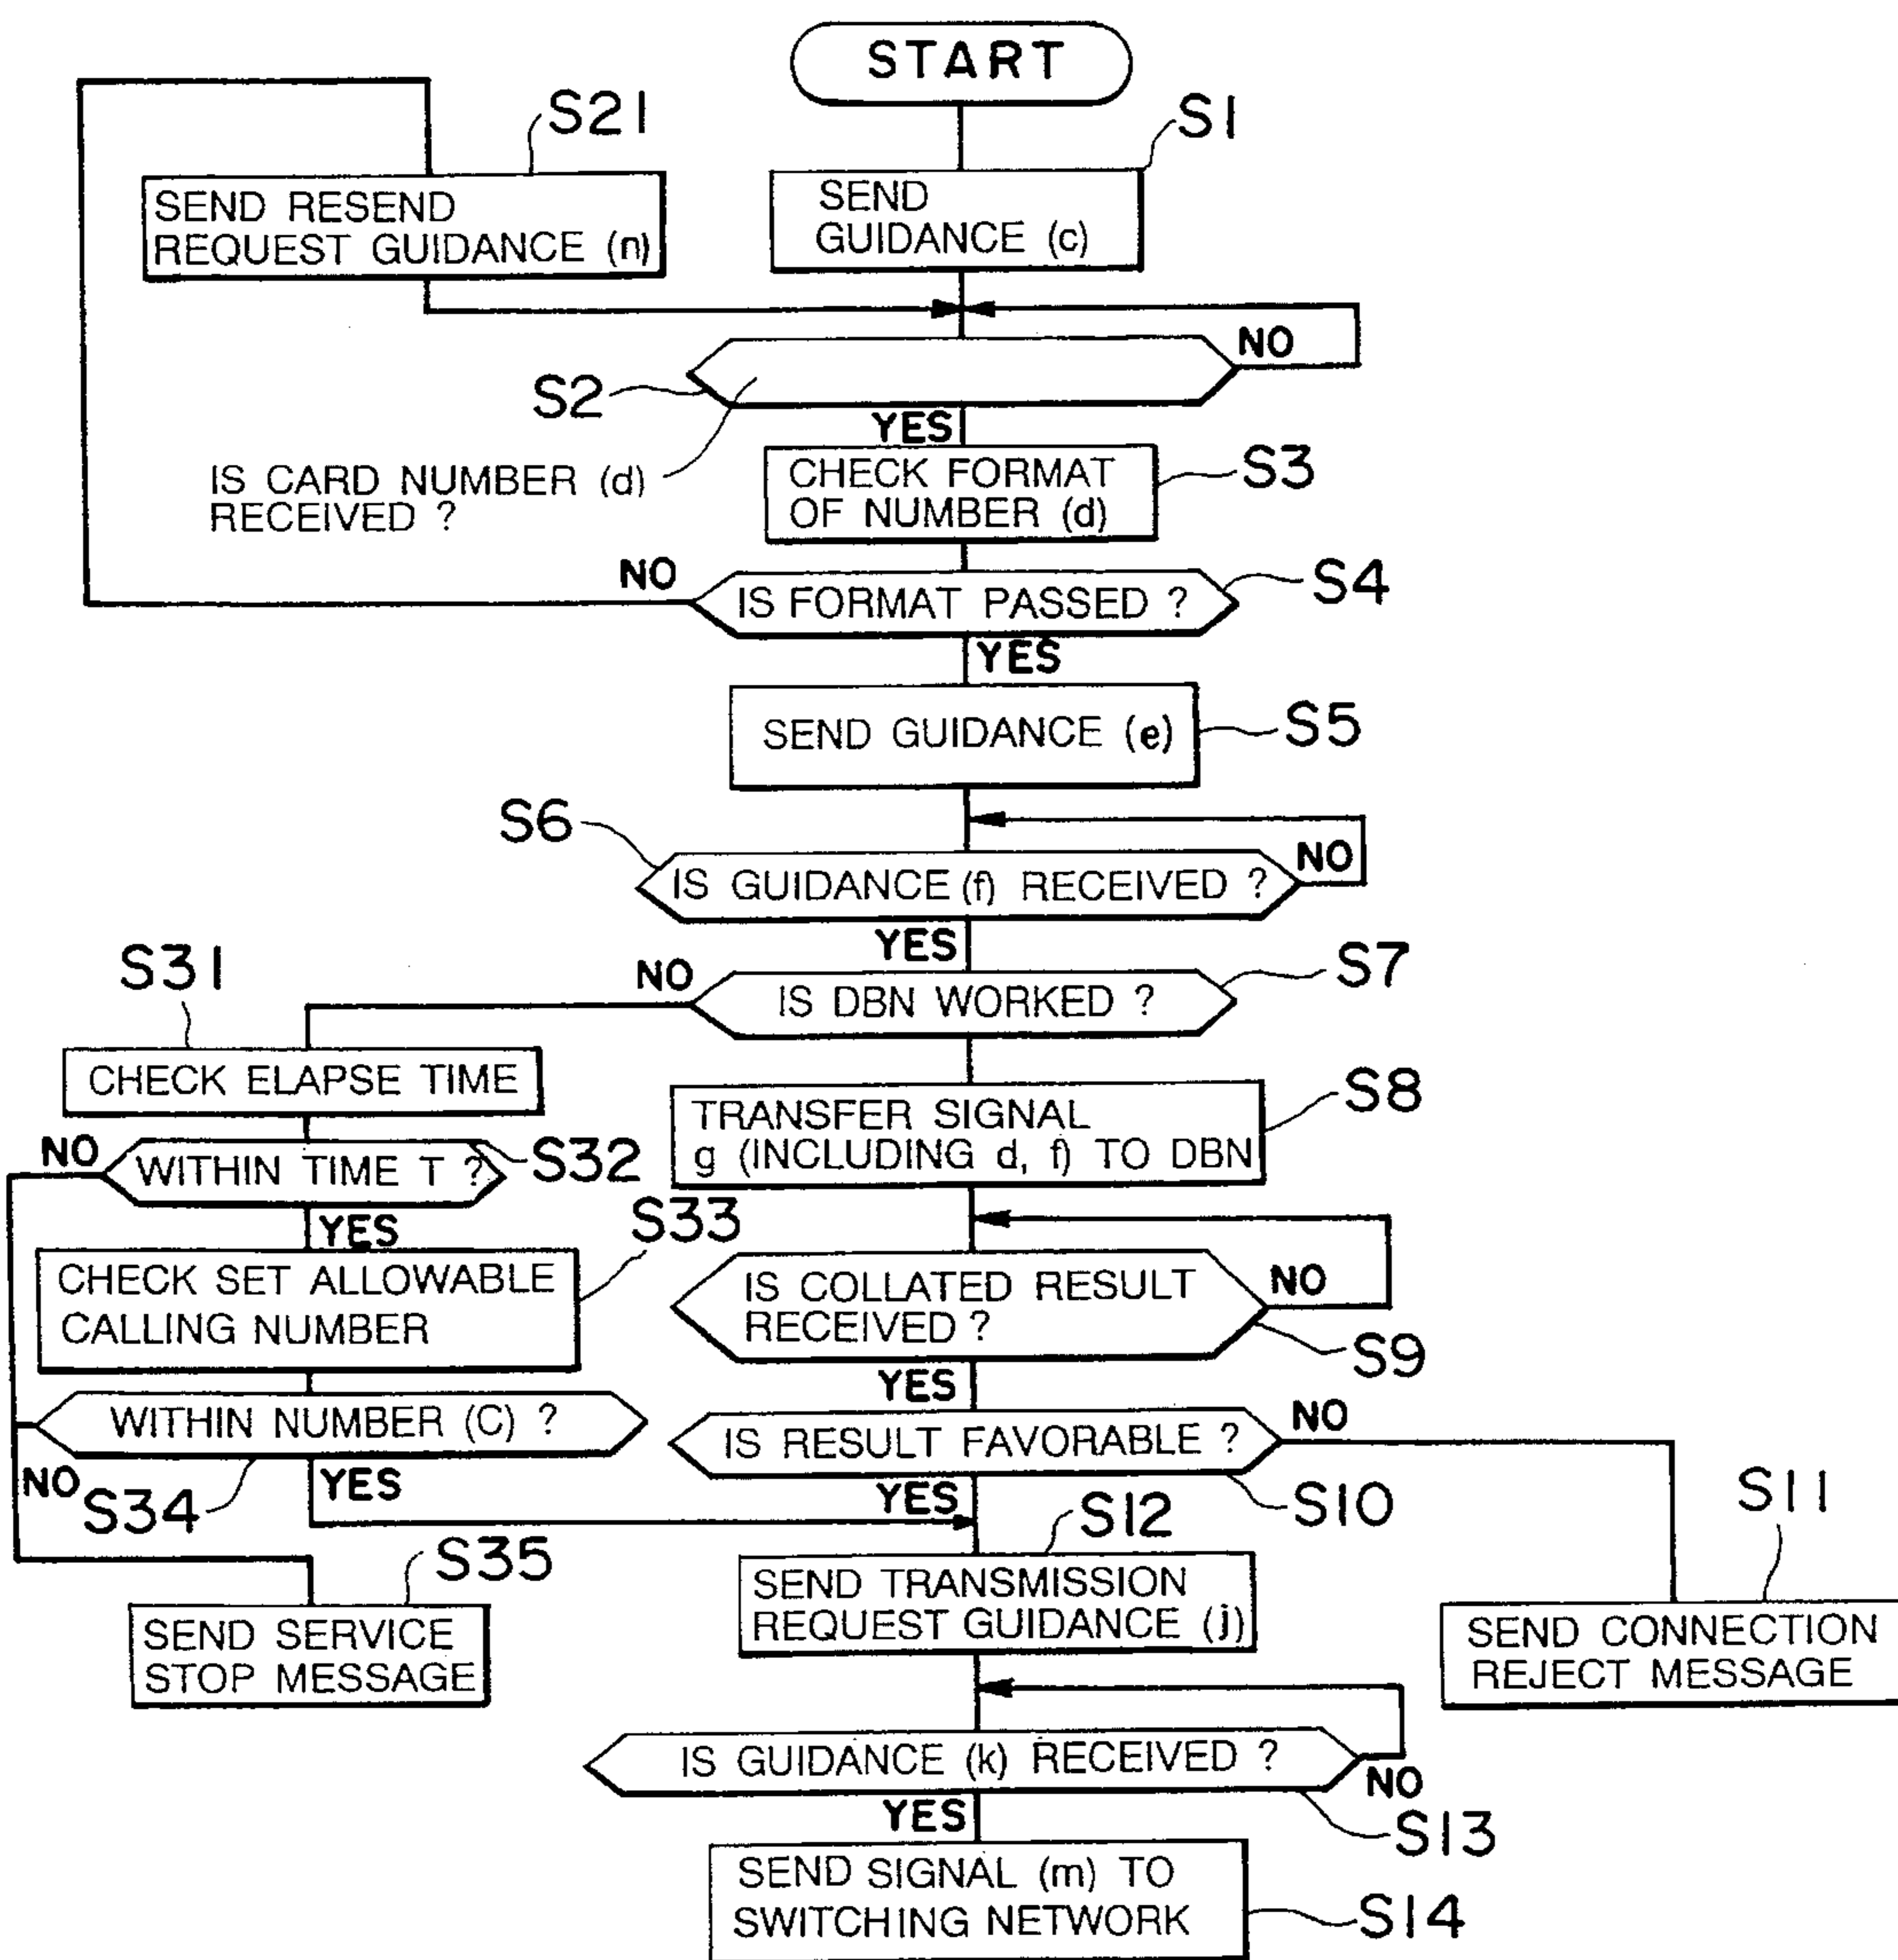 START
S1
SEND
GUIDANCE (c)
S21
SEND RESEND
REQUEST GUIDANCE (n)
NO
S2
IS CARD NUMBER (d)
RECEIVED ?
YES
CHECK FORMAT
OF NUMBER (d)
S3
NO
IS FORMAT PASSED ?
S4
YES
SEND GUIDANCE (e)
S5
S6
IS GUIDANCE (f) RECEIVED ?
NO
YES
NO
IS DBN WORKED ?
S7
S31
CHECK ELAPSE TIME
TRANSFER SIGNAL
g (INCLUDING d, f) TO DBN
S8
NO
WITHIN TIME T ?
S32
YES
S33
CHECK SET ALLOWABLE
CALLING NUMBER
IS COLLATED RESULT
RECEIVED ?
NO
S9
YES
WITHIN NUMBER (C) ?
NO
S34
YES
IS RESULT FAVORABLE ?
NO
S10
YES
S11
SEND CONNECTION
REJECT MESSAGE
S35
SEND SERVICE
STOP MESSAGE
S12
SEND TRANSMISSION
REQUEST GUIDANCE (j)
IS GUIDANCE (k) RECEIVED ?
NO
S13
YES
SEND SIGNAL (m) TO
SWITCHING NETWORK
S14